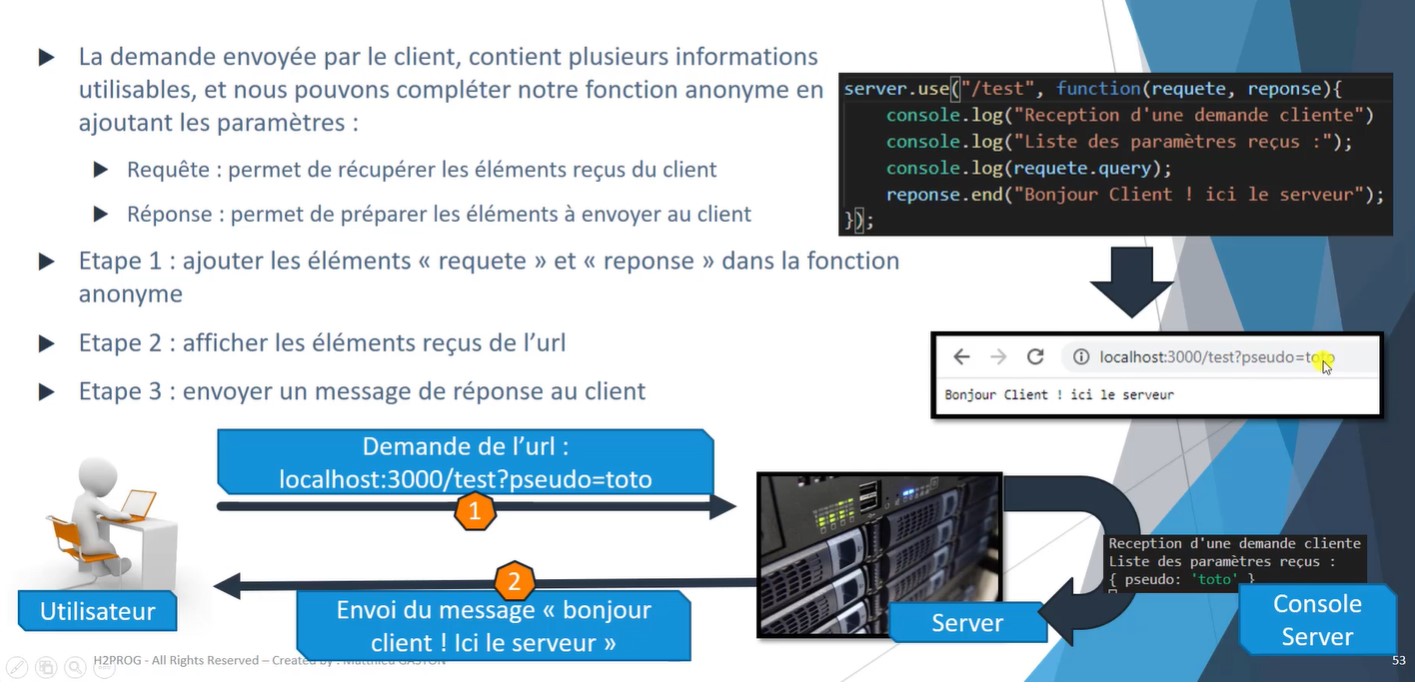 La demande envoyée par le client, contient plusieurs informations
utilisables, et nous pouvons compléter notre fonction anonyme en
ajoutant les paramètres :
Requête : permet de récupérer les éléments reçus du client
Réponse : permet de préparer les éléments à envoyer au client
Etape 1 : ajouter les éléments « requete » et « reponse » dans la fonction
anonyme
Etape 2 : afficher les éléments reçus de l'url
Etape 3 : envoyer un message de réponse au client
server.use("/test", function(requete, reponse){
console.log("Reception d'une demande cliente")
console.log("Liste des paramètres reçus :");
console.log(requete.query);
reponse.end("Bonjour Client ! ici le serveur");
});
localhost:3000/test?pseudo=toto
Bonjour Client ! ici le serveur
Demande de l'url :
localhost:3000/test?pseudo=toto
1
2
Envoi du message « bonjour
client ! Ici le serveur »
Utilisateur
Server
Reception d'une demande cliente
Liste des paramètres reçus :
{ pseudo: 'toto' }
Console
Server
H2PROG - All Rights Reserved – Created by : Matthieu GASTON
53